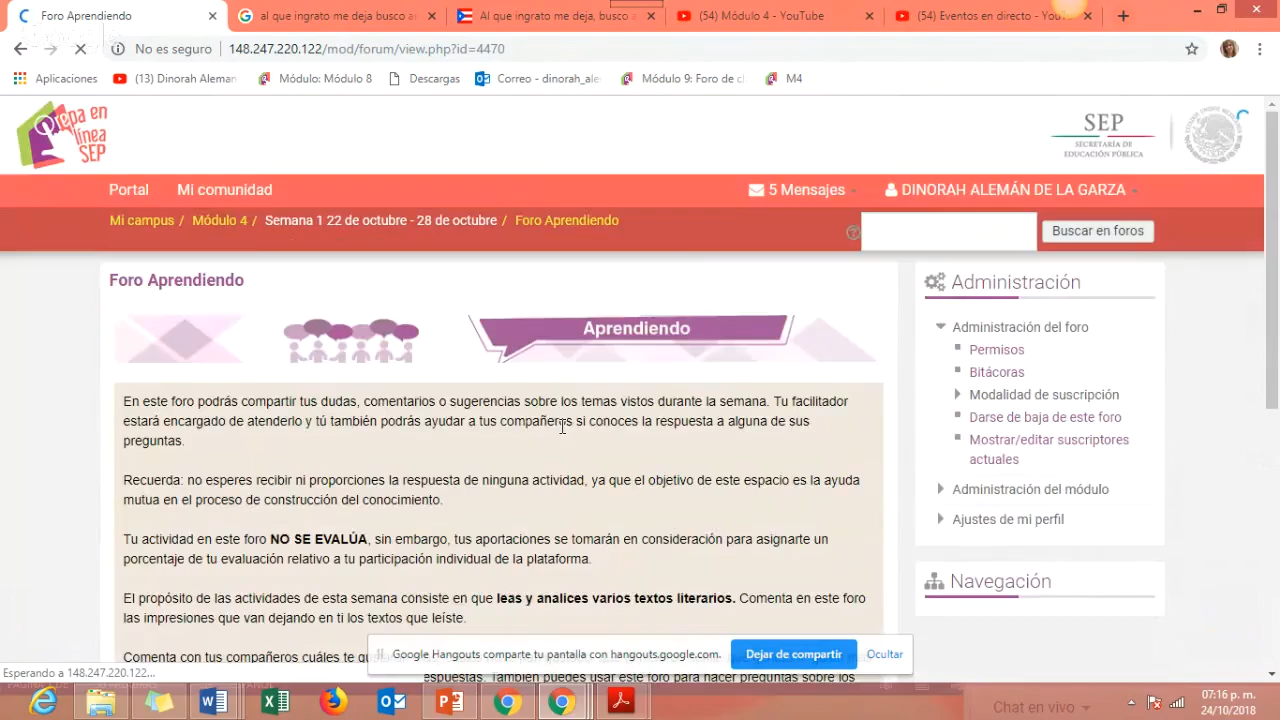 Foro Aprendiendo
al que ingrato me deja busco a
Al que ingrato me deja, busco a
(54) Módulo 4 - YouTube
(54) Eventos en directo - YouTu
No es seguro
148.247.220.122/mod/forum/view.php?id=4470
Aplicaciones
(13) Dinorah Aleman
Módulo: Módulo 8
Descargas
Correo - dinorah_ale
Módulo 9: Foro de cl
M4
Prepa en
línea
SEP
SEP
SECRETARÍA DE
EDUCACIÓN PÚBLICA
Portal
Mi comunidad
5 Mensajes
DINORAH ALEMÁN DE LA GARZA
Mi campus / Módulo 4 / Semana 1 22 de octubre - 28 de octubre / Foro Aprendiendo
Buscar en foros
Foro Aprendiendo
Aprendiendo
En este foro podrás compartir tus dudas, comentarios o sugerencias sobre los temas vistos durante la semana. Tu facilitador
estará encargado de atenderlo y tú también podrás ayudar a tus compañeros si conoces la respuesta a alguna de sus
preguntas.
Recuerda: no esperes recibir ni proporciones la respuesta de ninguna actividad, ya que el objetivo de este espacio es la ayuda
mutua en el proceso de construcción del conocimiento.
Tu actividad en este foro NO SE EVALÚA, sin embargo, tus aportaciones se tomarán en consideración para asignarte un
porcentaje de tu evaluación relativo a tu participación individual de la plataforma.
El propósito de las actividades de esta semana consiste en que leas y analices varios textos literarios. Comenta en este foro
las impresiones que van dejando en ti los textos que leíste.
Comenta con tus compañeros cuáles te
espuestas. También puedes usar este foro para hacer preguntas sobre los
Administración
Administración del foro
Permisos
Bitácoras
Modalidad de suscripción
Darse de baja de este foro
Mostrar/editar suscriptores
actuales
Administración del módulo
Ajustes de mi perfil
Navegación
Google Hangouts comparte tu pantalla con hangouts.google.com.
Dejar de compartir
Ocultar
Esperando a 148.247.220.122...
Chat en vivo
07:16 p. m.
24/10/2018